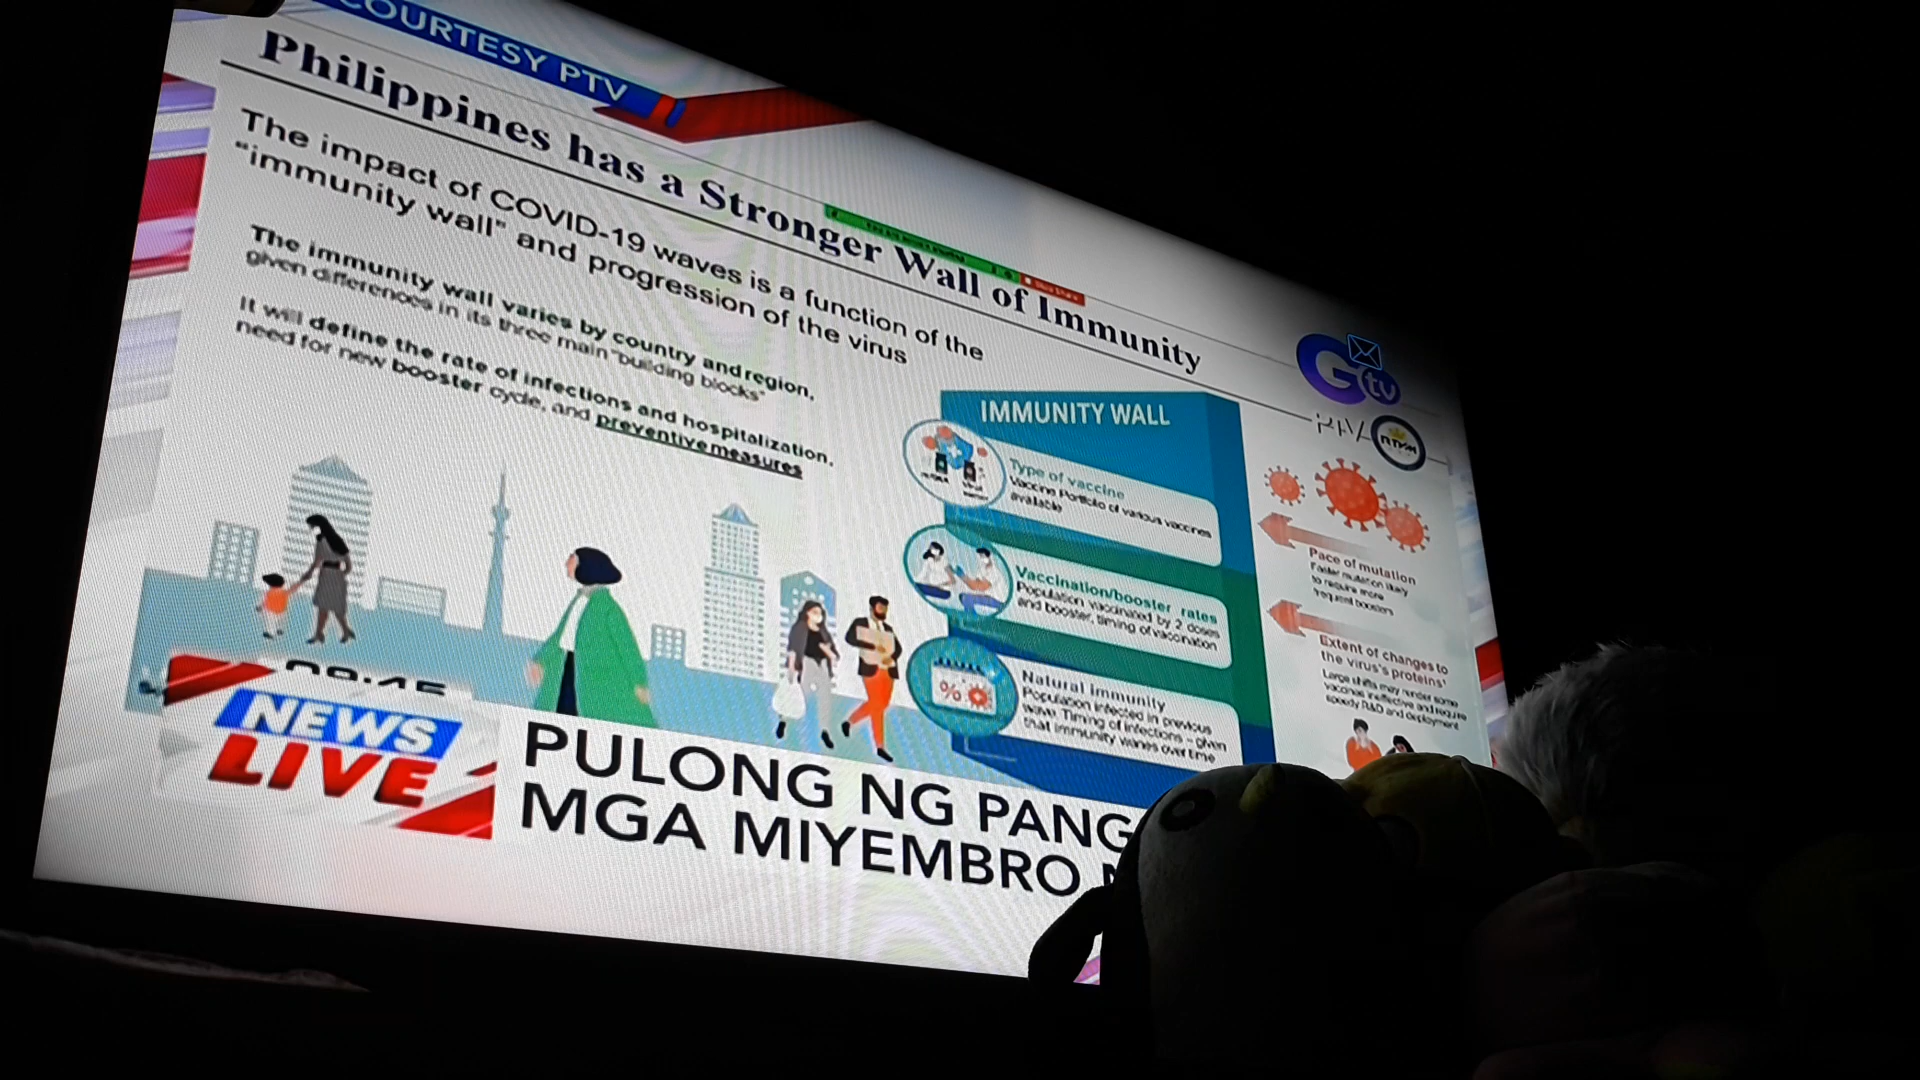 COURTESY PTV
Philippines has a Stronger Wall of Immunity
The impact of COVID-19 waves is a function of the
"immunity wall" and progression of the virus
The immunity wall varies by country and region,
given differences in its three main "building blocks"
It will define the rate of infections and hospitalization,
need for new booster cycle, and preventive measures
Gtv
PTV
RTVM
IMMUNITY WALL
Type of vaccine
Vaccine Portfolio of various vaccines
available
Vaccination/booster rates
Population vaccinated by 2 doses
and booster, timing of vaccination
Natural immunity
Population infected in previous
wave. Timing of infections – given
that immunity wanes over time
Pace of mutation
Faster mutation likely
to require more
frequent boosters
Extent of changes to
the virus's proteins'
Large shifts may render some
vaccines ineffective and require
speedy R&D and deployment
NEWS
LIVE
PULONG NG PANG
MGA MIYEMBRO